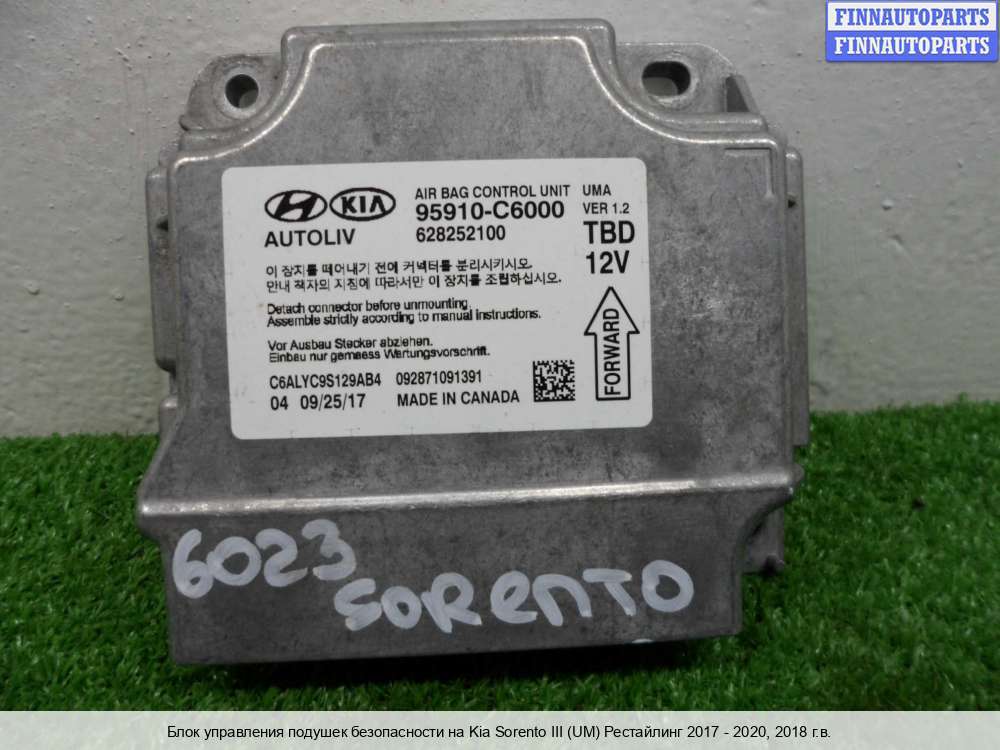 FINNAUTOPARTS
FINNAUTOPARTS
HYUNDAI KIA AIR BAG CONTROL UNIT UMA
95910-C6000 VER 1.2
AUTOLIV 628252100 TBD
12V
이 장치를 떼어내기 전에 커넥터를 분리시키시오.
안내 책자의 지침에 따라서만 이 장치를 조립하십시오.
Detach connector before unmounting.
Assemble strictly according to manual instructions.
Vor Ausbau Stecker abziehen.
Einbau nur gemaess Wartungsvorschrift.
FORWARD
C6ALYC9S129AB4 092871091391
04 09/25/17 MADE IN CANADA
6023
SORENTO
Блок управления подушек безопасности на Kia Sorento III (UM) Рестайлинг 2017 - 2020, 2018 г.в.